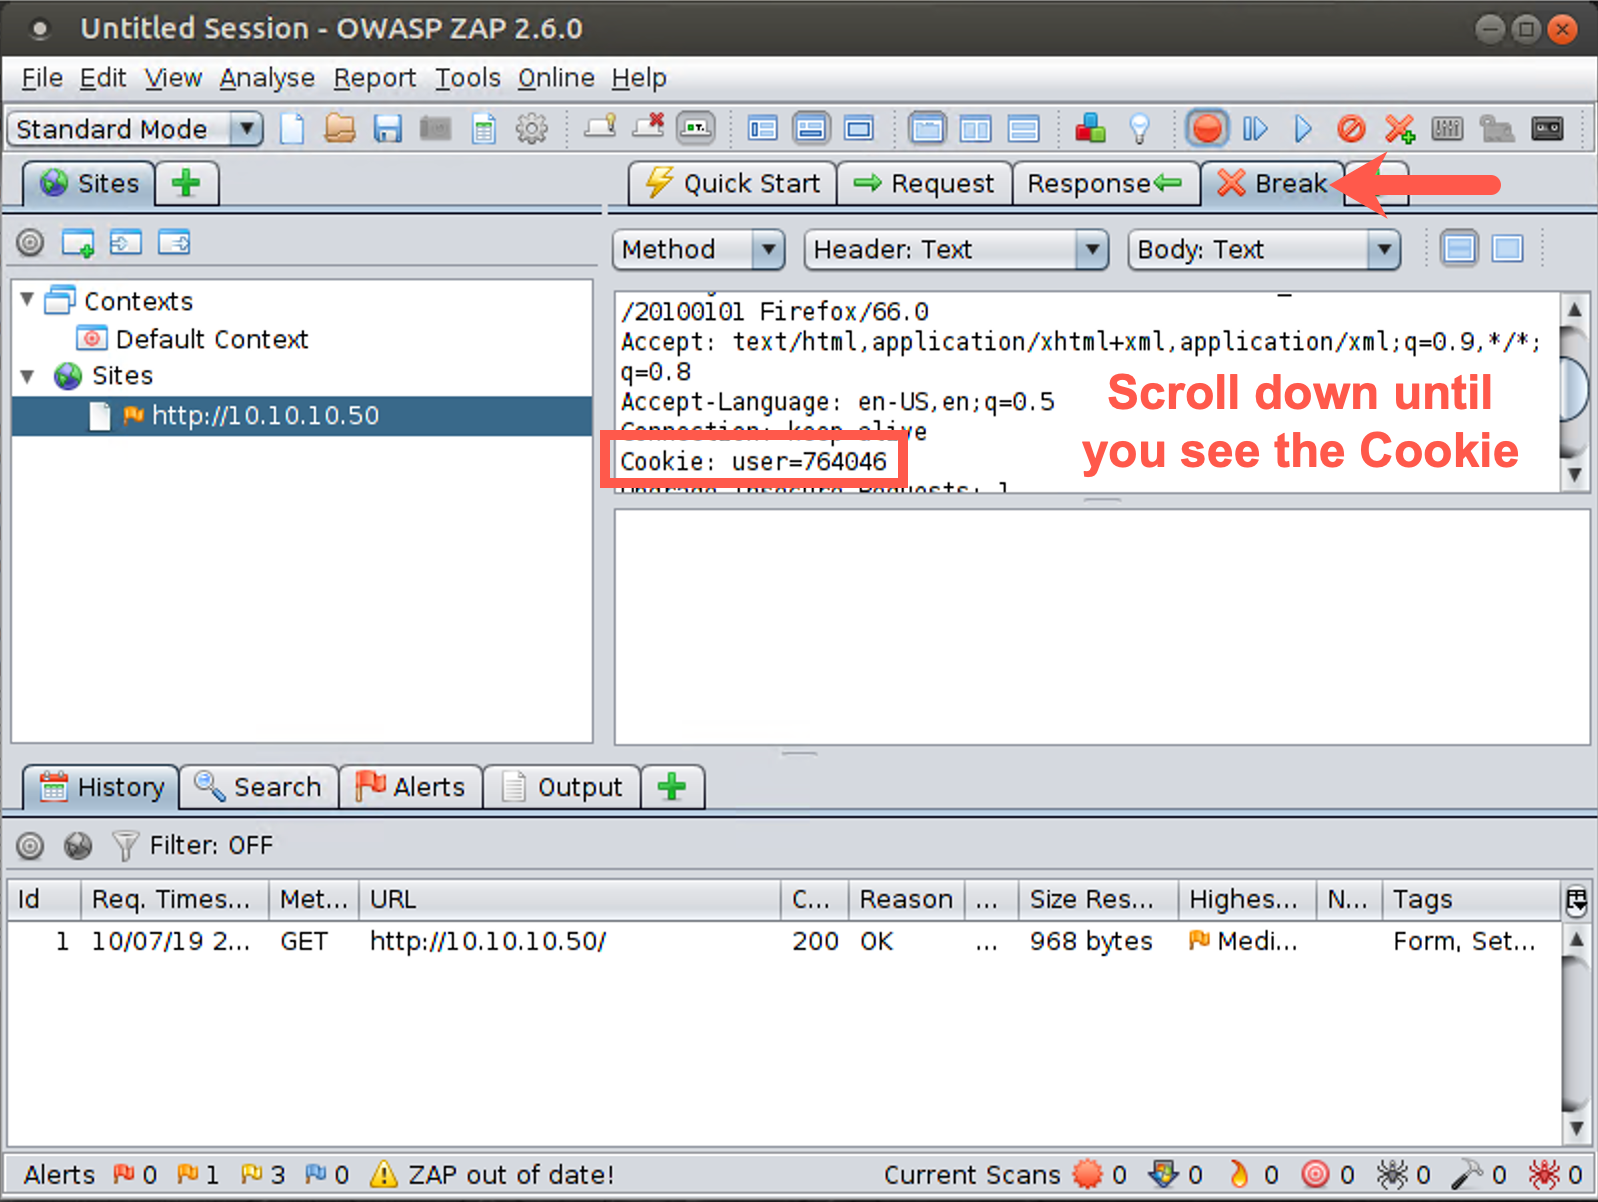 Untitled Session - OWASP ZAP 2.6.0
File Edit View Analyse Report Tools Online Help
Standard Mode
Sites
Quick Start Request Response Break
Method Header: Text Body: Text
Contexts
Default Context
Sites
http://10.10.10.50
/20100101 Firefox/66.0
Accept: text/html,application/xhtml+xml,application/xml;q=0.9,*/*;
q=0.8
Accept-Language: en-US,en;q=0.5
Connection: keep-alive
Cookie: user=764046
Upgrade-Insecure-Requests: 1
Scroll down until
you see the Cookie
History Search Alerts Output
Filter: OFF
Id Req. Times... Met... URL C... Reason ... Size Res... Highes... N... Tags
1 10/07/19 2... GET http://10.10.10.50/ 200 OK ... 968 bytes Medi... Form, Set...
Alerts 0 1 3 0 ZAP out of date! Current Scans 0 0 0 0 0 0 0